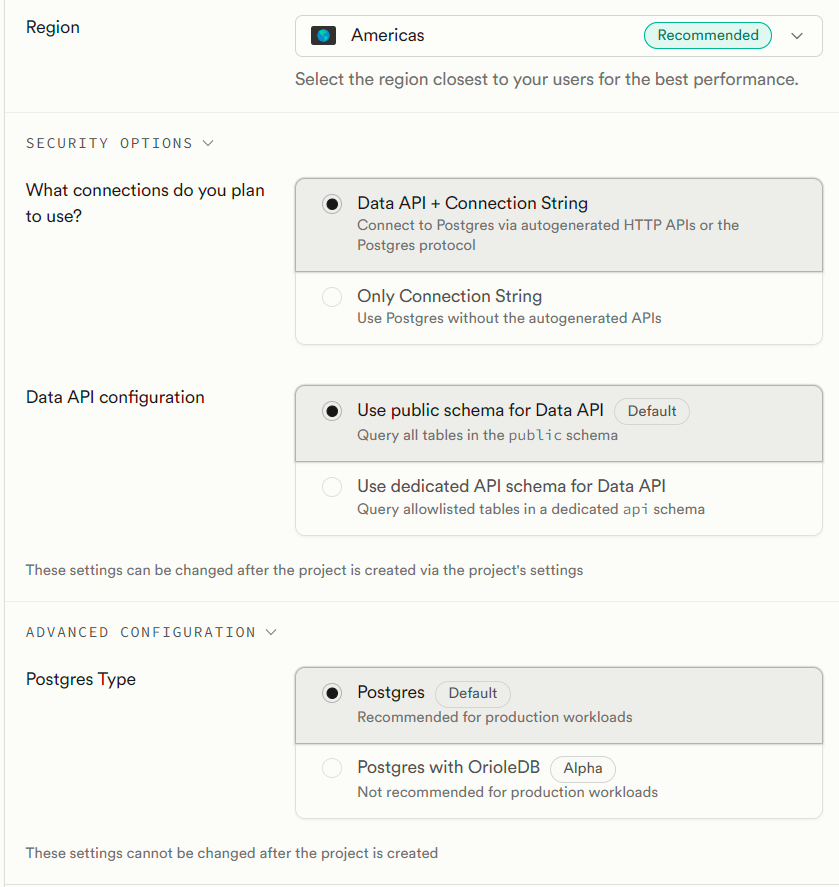 Region
Americas
Recommended
Select the region closest to your users for the best performance.
SECURITY OPTIONS
What connections do you plan
to use?
Data API + Connection String
Connect to Postgres via autogenerated HTTP APIs or the
Postgres protocol
Only Connection String
Use Postgres without the autogenerated APIs
Data API configuration
Use public schema for Data API Default
Query all tables in the public schema
Use dedicated API schema for Data API
Query allowlisted tables in a dedicated api schema
These settings can be changed after the project is created via the project's settings
ADVANCED CONFIGURATION
Postgres Type
Postgres Default
Recommended for production workloads
Postgres with OrioleDB Alpha
Not recommended for production workloads
These settings cannot be changed after the project is created